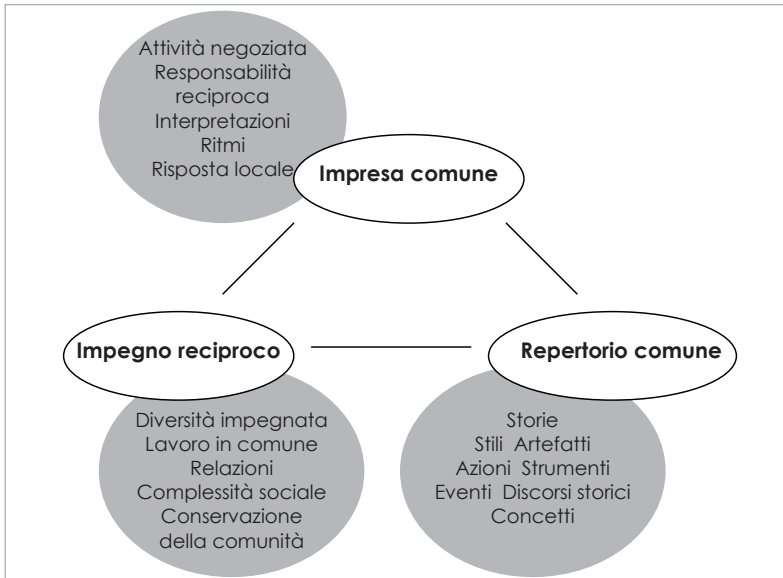 Attività negoziata
Responsabilità
reciproca
Interpretazioni
Ritmi
Risposta locale
Impresa comune
Impegno reciproco
Repertorio comune
Diversità impegnata
Lavoro in comune
Relazioni
Complessità sociale
Conservazione
della comunità
Storie
Stili Artefatti
Azioni Strumenti
Eventi Discorsi storici
Concetti